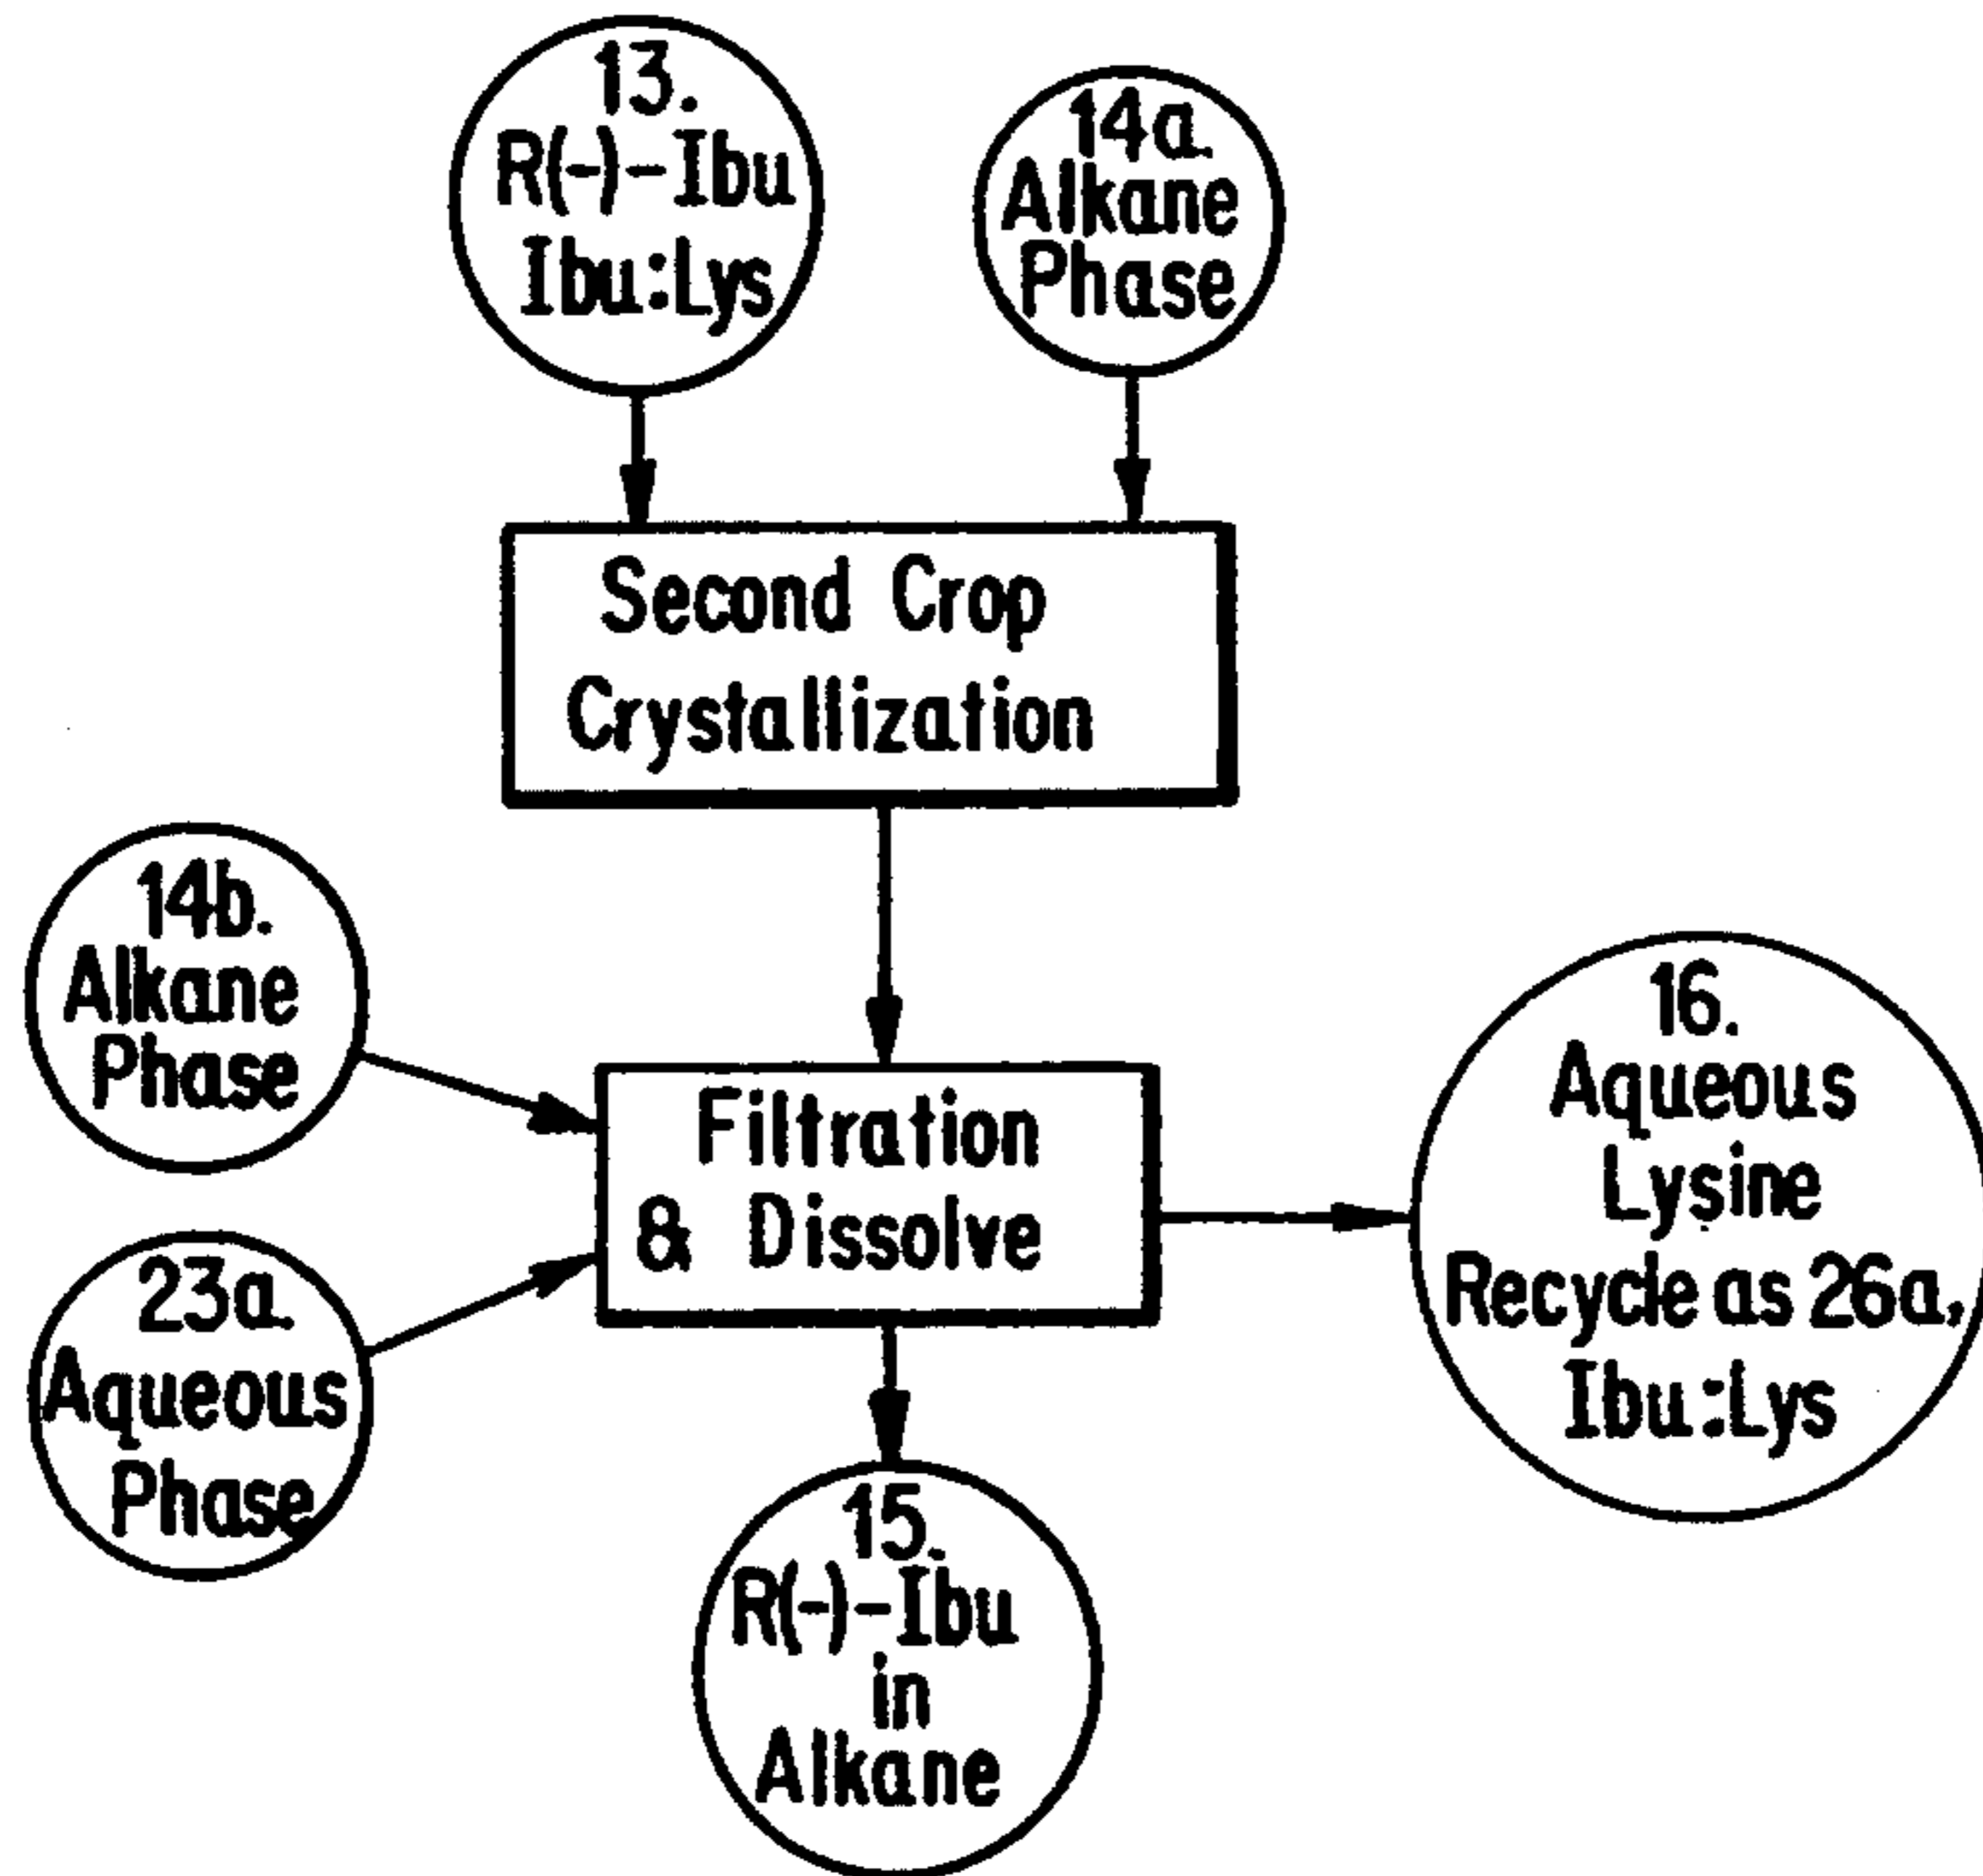 13.
R(-)-Ibu
Ibu:Lys
14a.
Alkane
Phase
Second Crop
Crystallization
14b.
Alkane
Phase
23a.
Aqueous
Phase
Filtration
& Dissolve
16.
Aqueous
Lysine
Recycle as 26a,
Ibu:Lys
15.
R(-)-Ibu
in
Alkane